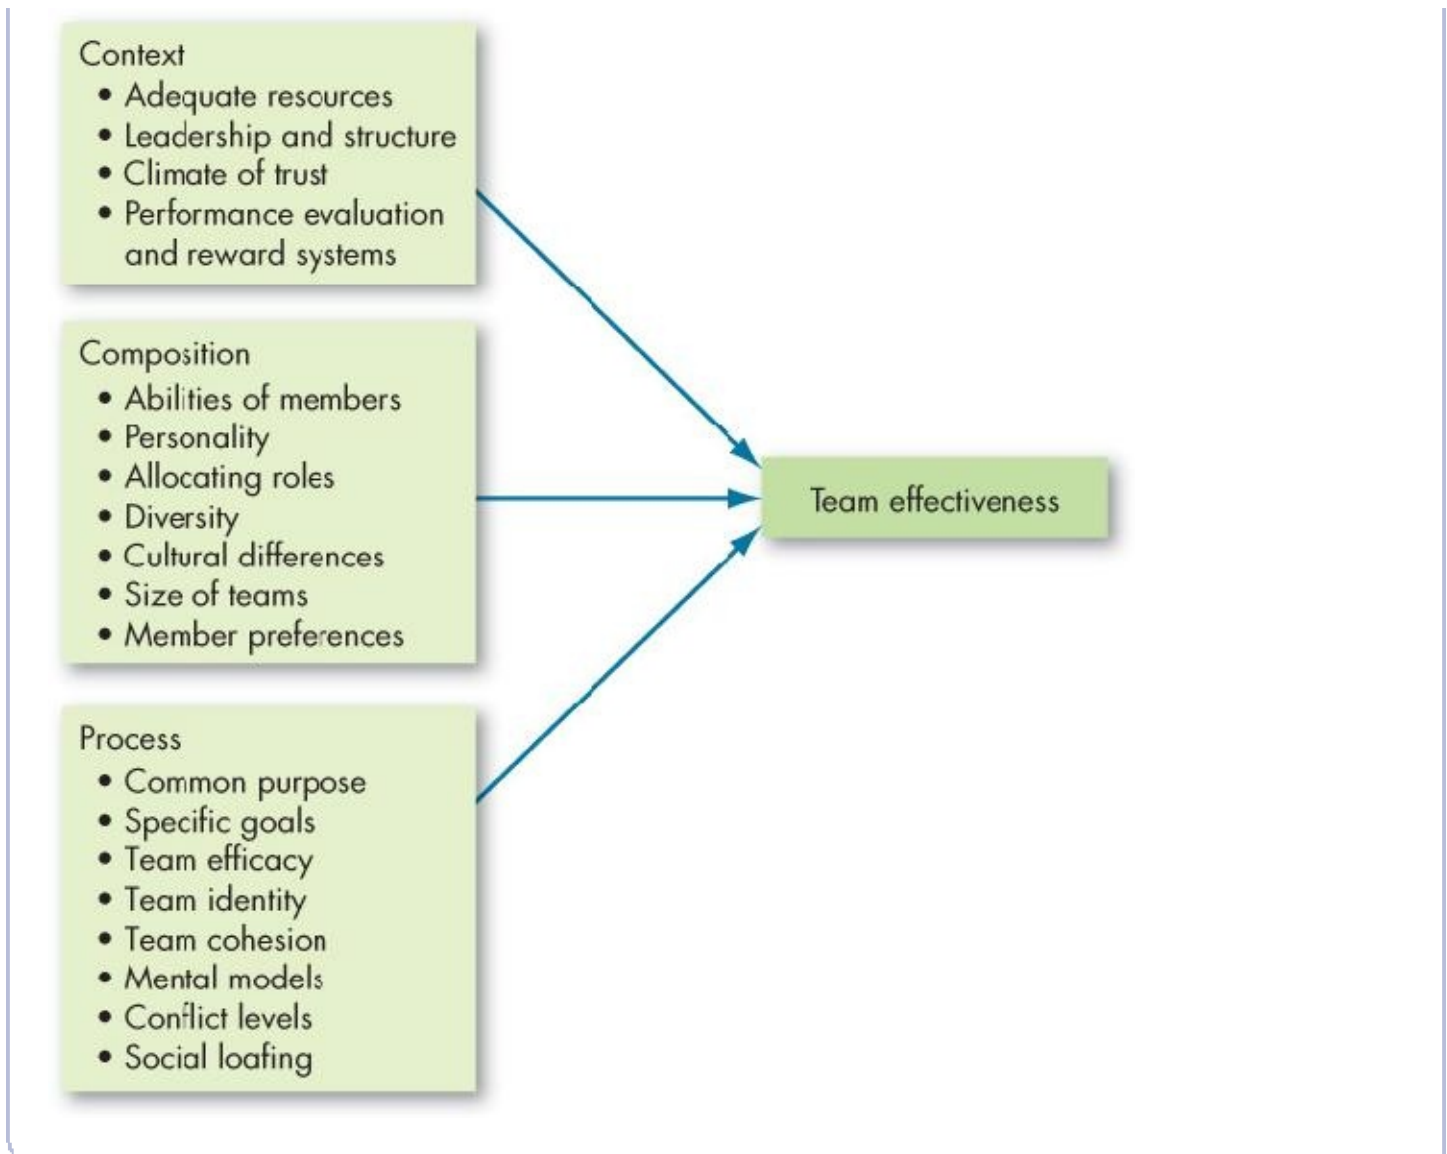 Context
• Adequate resources
• Leadership and structure
• Climate of trust
• Performance evaluation
and reward systems
Composition
• Abilities of members
• Personality
• Allocating roles
• Diversity
• Cultural differences
• Size of teams
• Member preferences
Team effectiveness
Process
• Common purpose
• Specific goals
• Team efficacy
• Team identity
• Team cohesion
• Mental models
• Conflict levels
• Social loafing